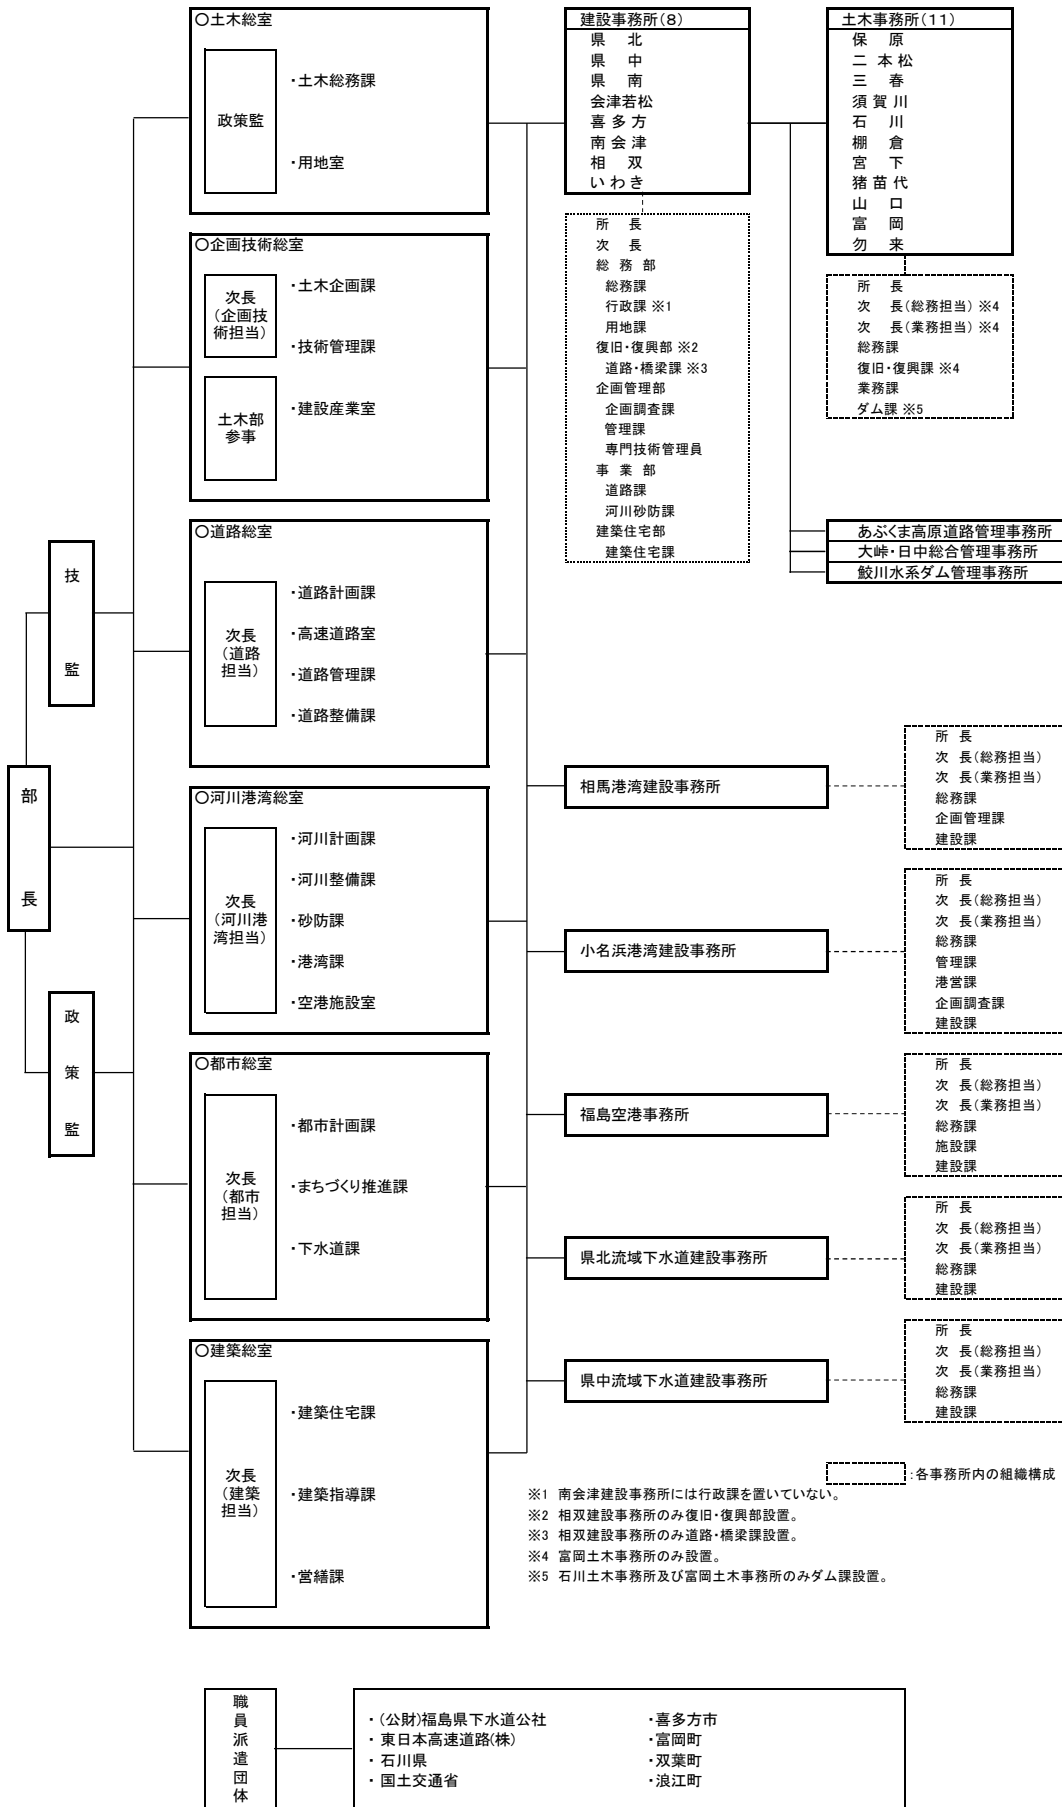 部長
技監
政策監
○土木総室
政策監
・土木総務課
・用地室
○企画技術総室
次長
(企画技
術担当)
土木部
参事
・土木企画課
・技術管理課
・建設産業室
○道路総室
次長
(道路
担当)
・道路計画課
・高速道路室
・道路管理課
・道路整備課
○河川港湾総室
次長
(河川港
湾担当)
・河川計画課
・河川整備課
・砂防課
・港湾課
・空港施設室
○都市総室
次長
(都市
担当)
・都市計画課
・まちづくり推進課
・下水道課
○建築総室
次長
(建築
担当)
・建築住宅課
・建築指導課
・営繕課
建設事務所(8)
県 北
県 中
県 南
会津若松
喜多方
南会津
相 双
いわき
所 長
次 長
総 務 部
総務課
行政課 ※1
用地課
復旧・復興部 ※2
道路・橋梁課 ※3
企画管理部
企画調査課
管理課
専門技術管理員
事 業 部
道路課
河川砂防課
建築住宅部
建築住宅課
土木事務所(11)
保 原
二 本 松
三 春
須 賀 川
石 川
棚 倉
宮 下
猪 苗 代
山 口
富 岡
勿 来
所 長
次 長(総務担当) ※4
次 長(業務担当) ※4
総務課
復旧・復興課 ※4
業務課
ダム課 ※5
あぶくま高原道路管理事務所
大峠・日中総合管理事務所
鮫川水系ダム管理事務所
相馬港湾建設事務所
所 長
次 長(総務担当)
次 長(業務担当)
総務課
企画管理課
建設課
小名浜港湾建設事務所
所 長
次 長(総務担当)
次 長(業務担当)
総務課
管理課
港営課
企画調査課
建設課
福島空港事務所
所 長
次 長(総務担当)
次 長(業務担当)
総務課
施設課
建設課
県北流域下水道建設事務所
所 長
次 長(総務担当)
次 長(業務担当)
総務課
建設課
県中流域下水道建設事務所
所 長
次 長(総務担当)
次 長(業務担当)
総務課
建設課
:各事務所内の組織構成
※1 南会津建設事務所には行政課を置いていない。
※2 相双建設事務所のみ復旧・復興部設置。
※3 相双建設事務所のみ道路・橋梁課設置。
※4 富岡土木事務所のみ設置。
※5 石川土木事務所及び富岡土木事務所のみダム課設置。
職員派遣団体
・(公財)福島県下水道公社
・東日本高速道路(株)
・石川県
・国土交通省
・喜多方市
・富岡町
・双葉町
・浪江町